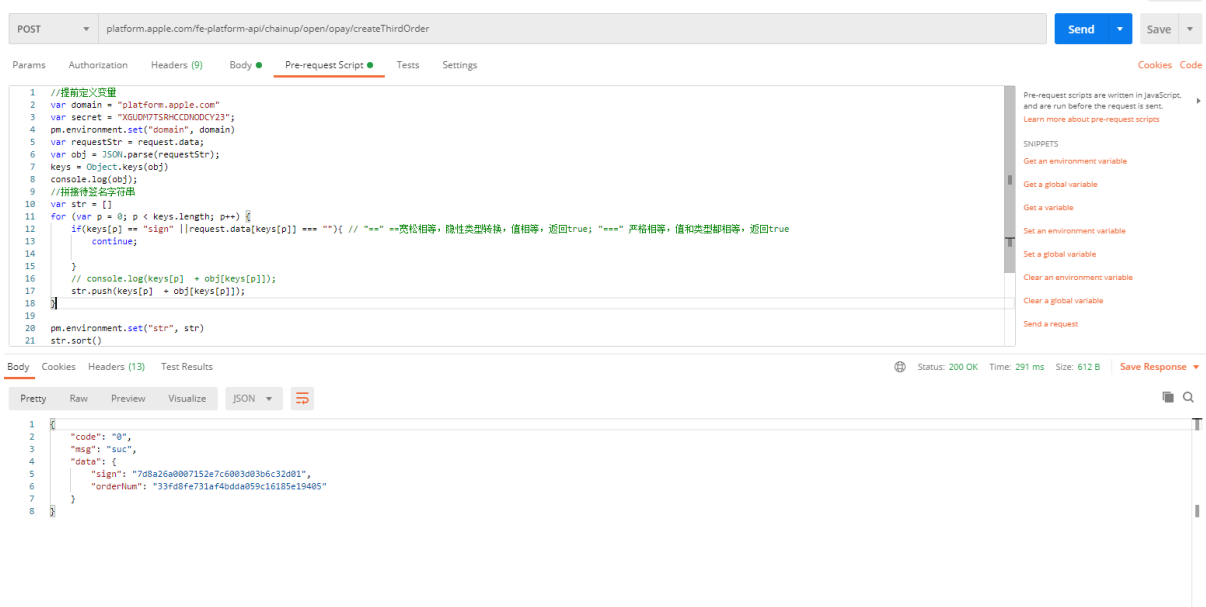 POST
platform.apple.com/fe-platform-api/chainup/open/opay/createThirdOrder
Send
Save
Params Authorization Headers (9) Body Pre-request Script Tests Settings
Cookies Code
1 //提前定义变量
2 var domain = "platform.apple.com"
3 var secret = "XGUDM7TSRHCCDNODCY23";
4 pm.environment.set("domain", domain)
5 var requestStr = request.data;
6 var obj = JSON.parse(requestStr);
7 keys = Object.keys(obj)
8 console.log(obj);
9 //拼接待签名字符串
10 var str = []
11 for (var p = 0; p < keys.length; p++) {
12 if(keys[p] == "sign" ||request.data[keys[p]] === ""){ // "==" ==宽松相等，隐性类型转换，值相等，返回true; "===" 严格相等，值和类型都相等，返回true
13 continue;
14
15 }
16 // console.log(keys[p]  + obj[keys[p]]);
17 str.push(keys[p]  + obj[keys[p]]);
18 }
19
20 pm.environment.set("str", str)
21 str.sort()
Pre-request scripts are written in JavaScript,
and are run before the request is sent.
Learn more about pre-request scripts
SNIPPETS
Get an environment variable
Get a global variable
Get a variable
Set an environment variable
Set a global variable
Clear an environment variable
Clear a global variable
Send a request
Body Cookies Headers (13) Test Results
Status: 200 OK Time: 291 ms Size: 612 B Save Response
Pretty Raw Preview Visualize JSON
1 {
2 "code": "0",
3 "msg": "suc",
4 "data": {
5 "sign": "7d8a26a0007152e7c6003d03b6c32d01",
6 "orderNum": "33fd8fe731af4bdda059c16185e19405"
7 }
8 }